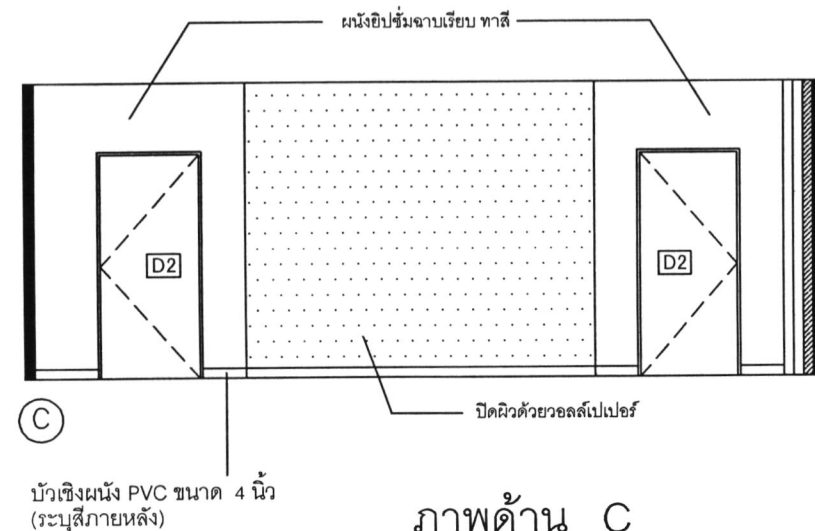 ผนังยิปซั่มฉาบเรียบ ทาสี
D2
D2
C
ปิดผิวด้วยวอลล์เปเปอร์
บัวเชิงผนัง PVC ขนาด 4 นิ้ว
(ระบุสีภายหลัง)
ภาพด้าน C